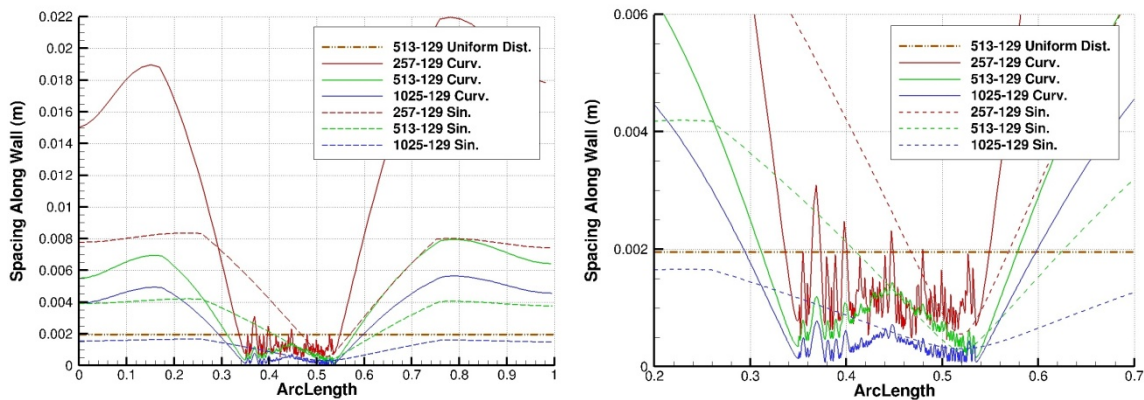 0.022
0.02
0.018
0.016
0.014
0.012
0.01
0.008
0.006
0.004
0.002
0
Spacing Along Wall (m)
513-129 Uniform Dist.
257-129 Curv.
513-129 Curv.
1025-129 Curv.
257-129 Sin.
513-129 Sin.
1025-129 Sin.
0 0.1 0.2 0.3 0.4 0.5 0.6 0.7 0.8 0.9 1
ArcLength
0.006
0.004
0.002
0
Spacing Along Wall (m)
513-129 Uniform Dist.
257-129 Curv.
513-129 Curv.
1025-129 Curv.
257-129 Sin.
513-129 Sin.
1025-129 Sin.
0.2 0.3 0.4 0.5 0.6 0.7
ArcLength